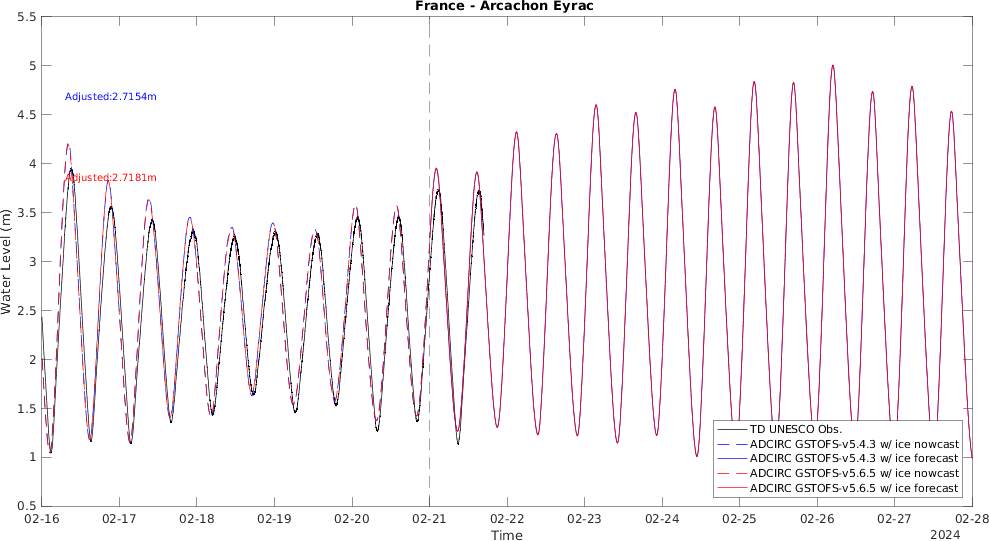 France - Arcachon Eyrac
5.5
5
4.5
4
3.5
3
2.5
2
1.5
1
0.5
Water Level (m)
Adjusted:2.7154m
Adjusted:2.7181m
TD UNESCO Obs.
ADCIRC GSTOFS-v5.4.3 w/ ice nowcast
ADCIRC GSTOFS-v5.4.3 w/ ice forecast
ADCIRC GSTOFS-v5.6.5 w/ ice nowcast
ADCIRC GSTOFS-v5.6.5 w/ ice forecast
02-16 02-17 02-18 02-19 02-20 02-21 02-22 02-23 02-24 02-25 02-26 02-27 02-28
Time
2024